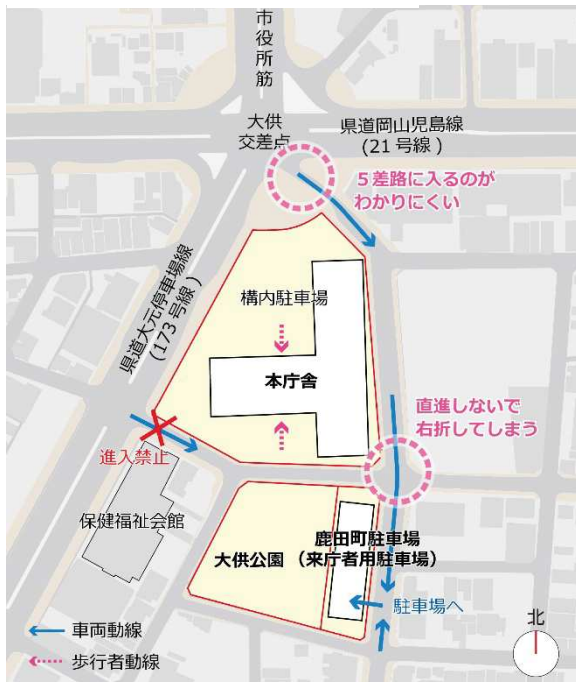 市役所筋
大供
交差点
県道岡山児島線
(21 号線)
5差路に入るのが
わかりにくい
県道大元停車場線
(173 号線)
構内駐車場
本庁舎
直進しないで
右折してしまう
進入禁止
保健福祉会館
鹿田町駐車場
大供公園
(来庁者用駐車場)
駐車場へ
車両動線
歩行者動線
北